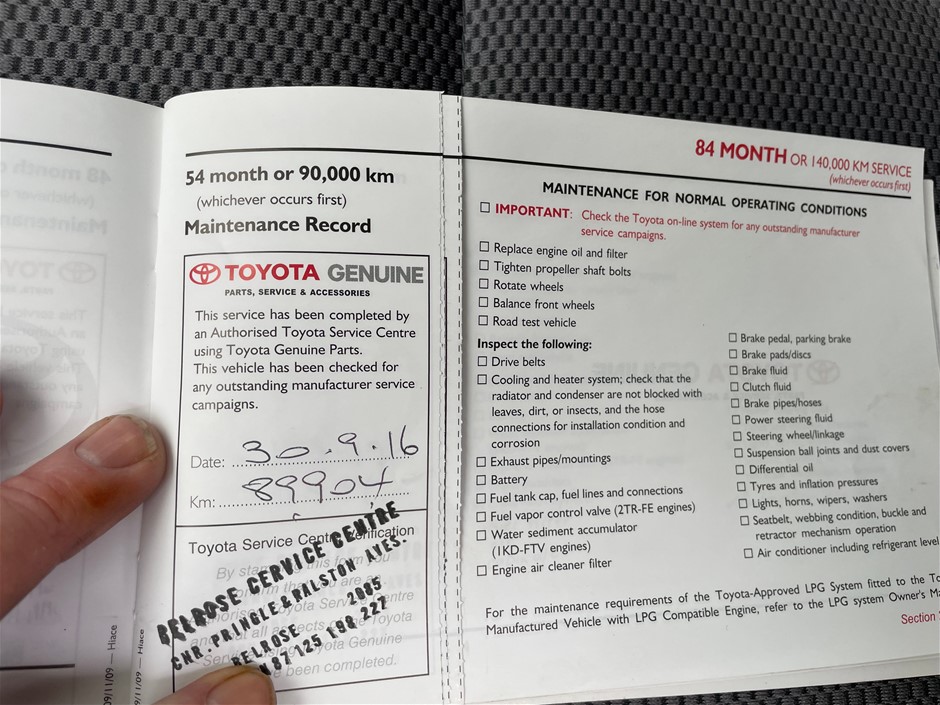 54 month or 90,000 km
(whichever occurs first)
Maintenance Record
TOYOTA GENUINE
PARTS, SERVICE & ACCESSORIES
This service has been completed by
an Authorised Toyota Service Centre
using Toyota Genuine Parts.
This vehicle has been checked for
any outstanding manufacturer service
campaigns.
Date: 30.9.16
Km: 89904
Toyota Service Centre Verification
BELROSE CERVICE CENTRE
CNR. PRINGLE & RALSTON AVES.
BELROSE 2085
87 125 198 227
been completed.
11/09 — Hiace
84 MONTH OR 140,000 KM SERVICE
(whichever occurs first)
MAINTENANCE FOR NORMAL OPERATING CONDITIONS
IMPORTANT: Check the Toyota on-line system for any outstanding manufacturer
service campaigns.
Replace engine oil and filter
Tighten propeller shaft bolts
Rotate wheels
Balance front wheels
Road test vehicle
Inspect the following:
Drive belts
Cooling and heater system; check that the
radiator and condenser are not blocked with
leaves, dirt, or insects, and the hose
connections for installation condition and
corrosion
Exhaust pipes/mountings
Battery
Fuel tank cap, fuel lines and connections
Fuel vapor control valve (2TR-FE engines)
Water sediment accumulator
(1KD-FTV engines)
Engine air cleaner filter
Brake pedal, parking brake
Brake pads/discs
Brake fluid
Clutch fluid
Brake pipes/hoses
Power steering fluid
Steering wheel/linkage
Suspension ball joints and dust covers
Differential oil
Tyres and inflation pressures
Lights, horns, wipers, washers
Seatbelt, webbing condition, buckle and
retractor mechanism operation
Air conditioner including refrigerant level
For the maintenance requirements of the Toyota-Approved LPG System fitted to the To
Manufactured Vehicle with LPG Compatible Engine, refer to the LPG system Owner's Ma
Section